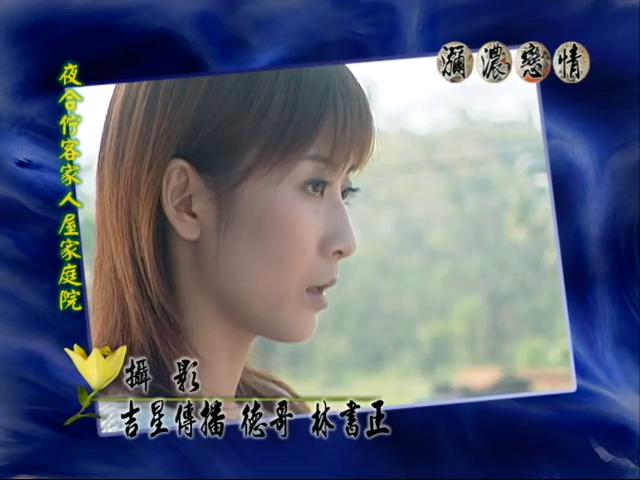 瀰濃戀情
夜合佇客家人屋家庭院
攝影
吉星傳播 德哥 林書正